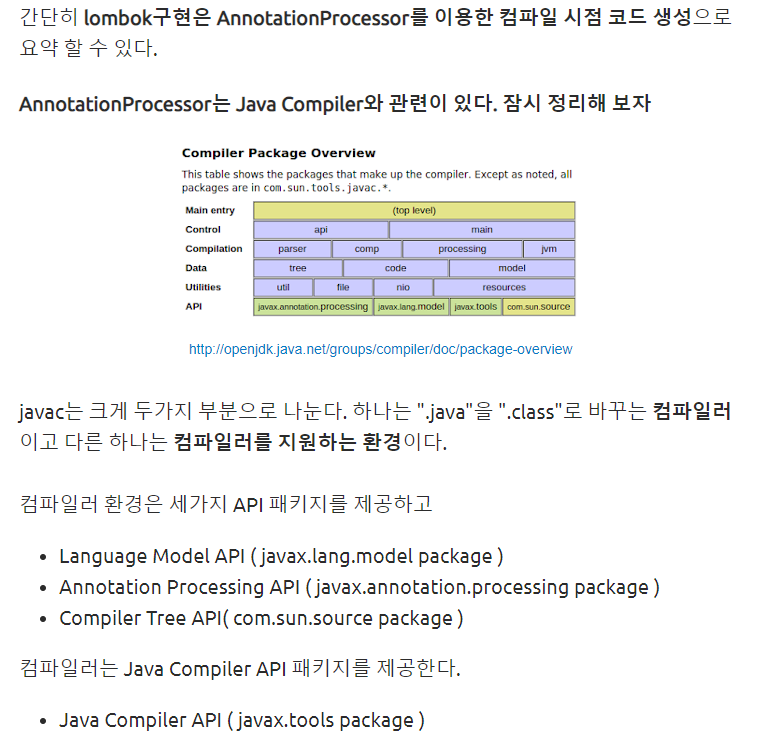 간단히 lombok구현은 AnnotationProcessor를 이용한 컴파일 시점 코드 생성으로
요약 할 수 있다.
AnnotationProcessor는 Java Compiler와 관련이 있다. 잠시 정리해 보자
Compiler Package Overview
This table shows the packages that make up the compiler. Except as noted, all
packages are in com.sun.tools.javac.*.
Main entry (top level)
Control api main
Compilation parser comp processing jvm
Data tree code model
Utilities util file nio resources
API javax.annotation.processing javax.lang.model javax.tools com.sun.source
http://openjdk.java.net/groups/compiler/doc/package-overview
javac는 크게 두가지 부분으로 나눈다. 하나는 ".java"을 ".class"로 바꾸는 컴파일러
이고 다른 하나는 컴파일러를 지원하는 환경이다.
컴파일러 환경은 세가지 API 패키지를 제공하고
• Language Model API ( javax.lang.model package )
• Annotation Processing API ( javax.annotation.processing package )
• Compiler Tree API( com.sun.source package )
컴파일러는 Java Compiler API 패키지를 제공한다.
• Java Compiler API ( javax.tools package )